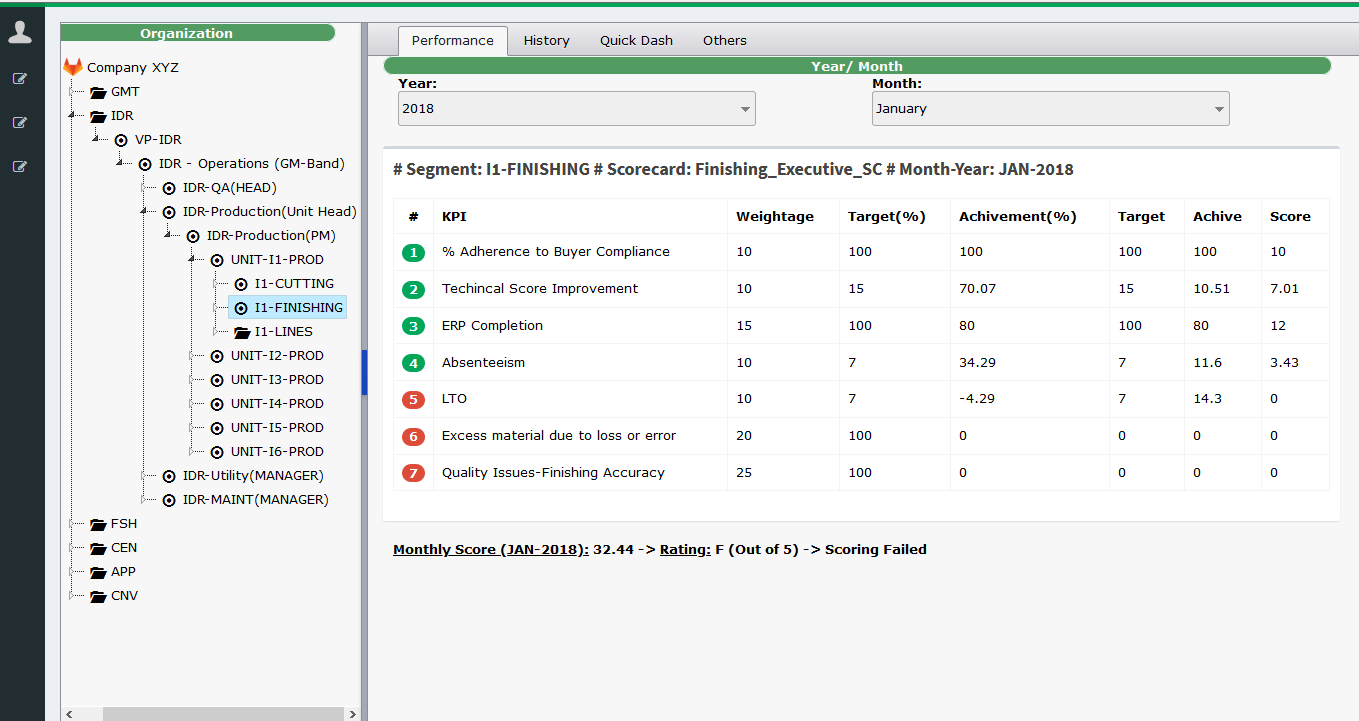 Organization
Company XYZ
GMT
IDR
VP-IDR
IDR - Operations (GM-Band)
IDR-QA(HEAD)
IDR-Production(Unit Head)
IDR-Production(PM)
UNIT-I1-PROD
I1-CUTTING
I1-FINISHING
I1-LINES
UNIT-I2-PROD
UNIT-I3-PROD
UNIT-I4-PROD
UNIT-I5-PROD
UNIT-I6-PROD
IDR-Utility(MANAGER)
IDR-MAINT(MANAGER)
FSH
CEN
APP
CNV
Performance History Quick Dash Others
Year/ Month
Year: Month:
2018 January
# Segment: I1-FINISHING # Scorecard: Finishing_Executive_SC # Month-Year: JAN-2018
# KPI Weightage Target(%) Achivement(%) Target Achive Score
1 % Adherence to Buyer Compliance 10 100 100 100 100 10
2 Techincal Score Improvement 10 15 70.07 15 10.51 7.01
3 ERP Completion 15 100 80 100 80 12
4 Absenteeism 10 7 34.29 7 11.6 3.43
5 LTO 10 7 -4.29 7 14.3 0
6 Excess material due to loss or error 20 100 0 0 0 0
7 Quality Issues-Finishing Accuracy 25 100 0 0 0 0
Monthly Score (JAN-2018): 32.44 -> Rating: F (Out of 5) -> Scoring Failed